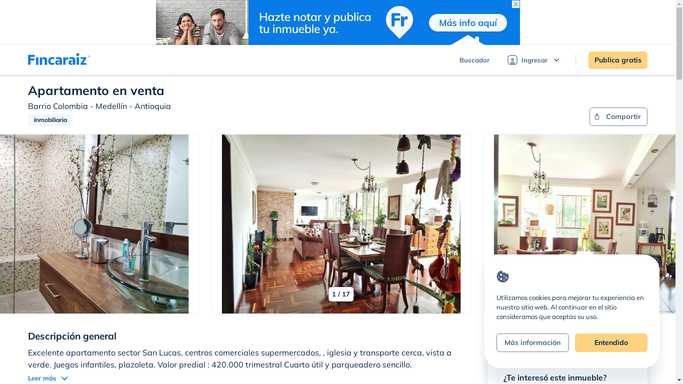 Hazte notar y publica
tu inmueble ya.
Fr
Más info aquí
Fincaraiz
Buscador
Ingresar
Publica gratis
Apartamento en venta
Barrio Colombia - Medellín - Antioquia
Inmobiliaria
Compartir
1 / 17
Utilizamos cookies para mejorar tu experiencia en
nuestro sitio web. Al continuar en el sitio
consideramos que aceptas su uso.
Más información
Entendido
Descripción general
Excelente apartamento sector San Lucas, centros comerciales supermercados, , iglesia y transporte cerca, vista a
verde. Juegos infantiles, plazoleta. Valor predial : 420.000 trimestral Cuarto útil y parqueadero sencillo.
Leer más
¿Te interesó este inmueble?